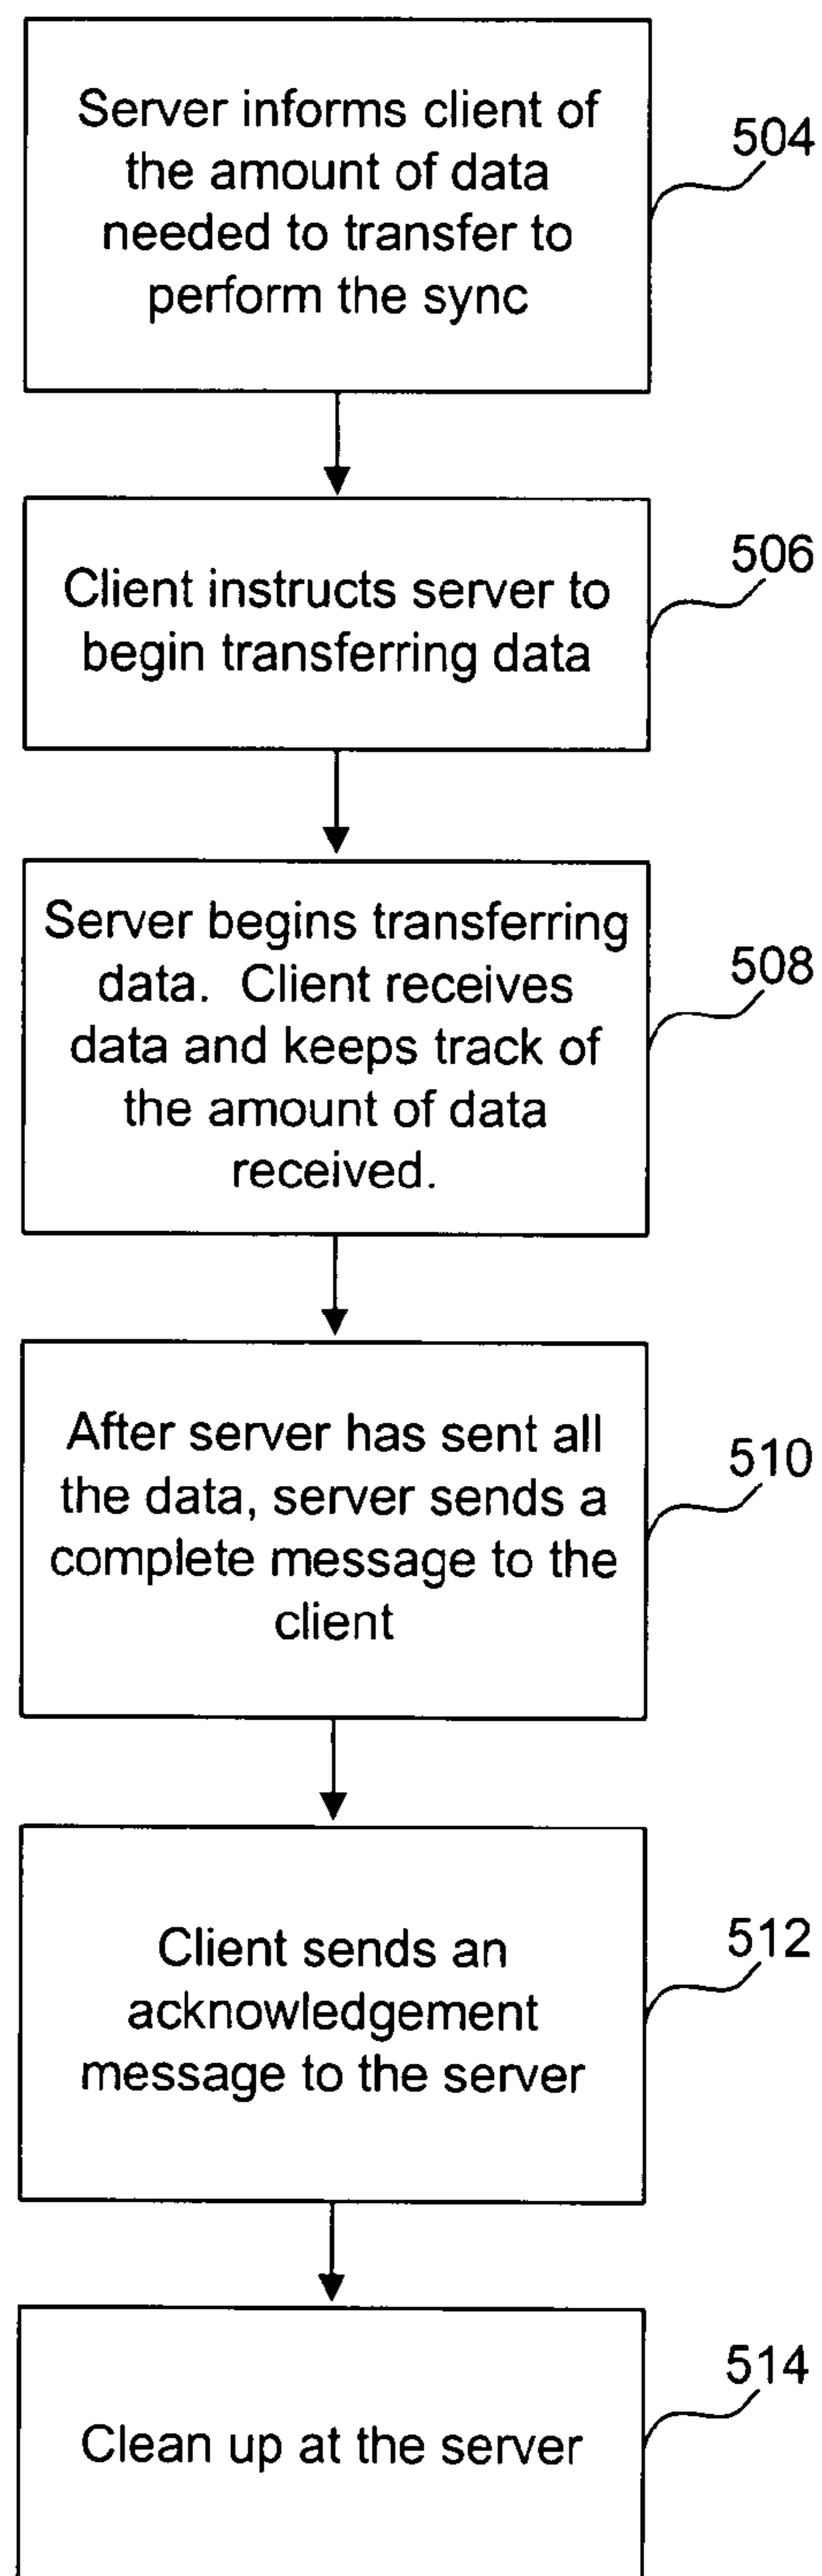 Server informs client of
the amount of data
needed to transfer to
perform the sync
504
Client instructs server to
begin transferring data
506
Server begins transferring
data.  Client receives
data and keeps track of
the amount of data
received.
508
After server has sent all
the data, server sends a
complete message to the
client
510
Client sends an
acknowledgement
message to the server
512
Clean up at the server
514